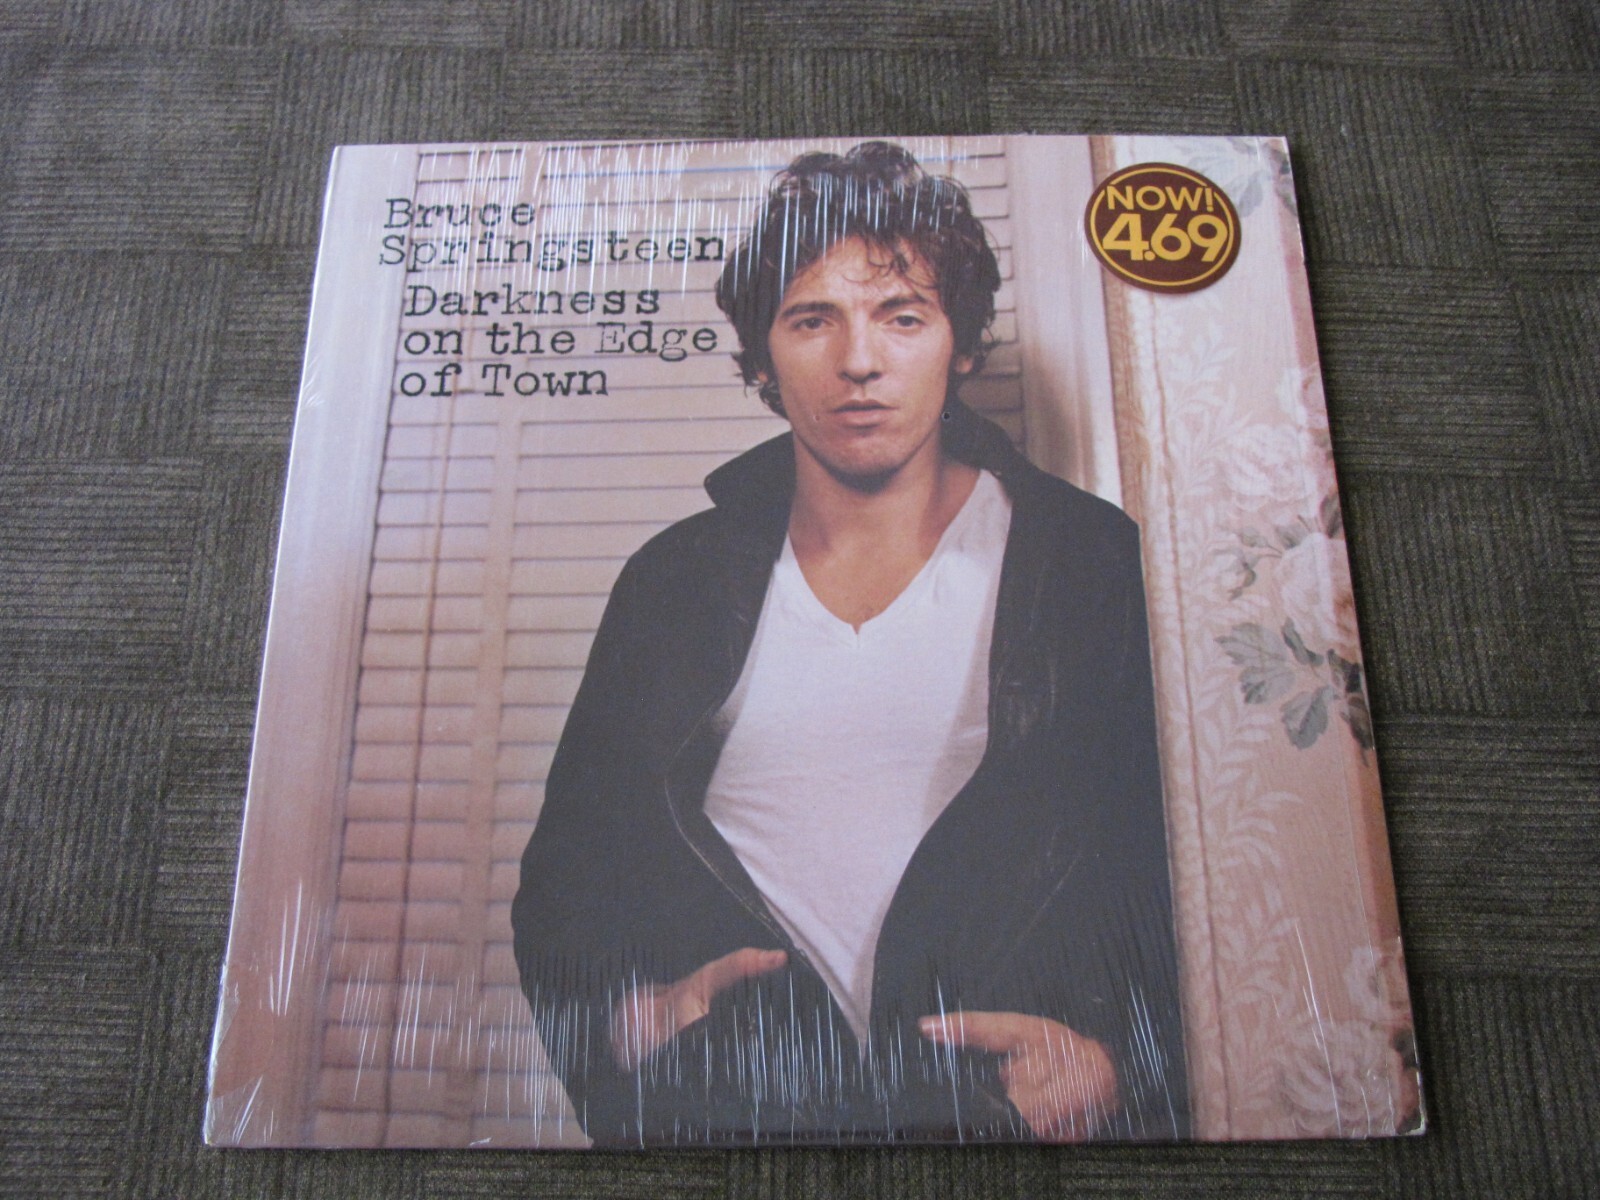 Bruce
Springsteen
Darkness
on the Edge
of Town
NOW!
4.69